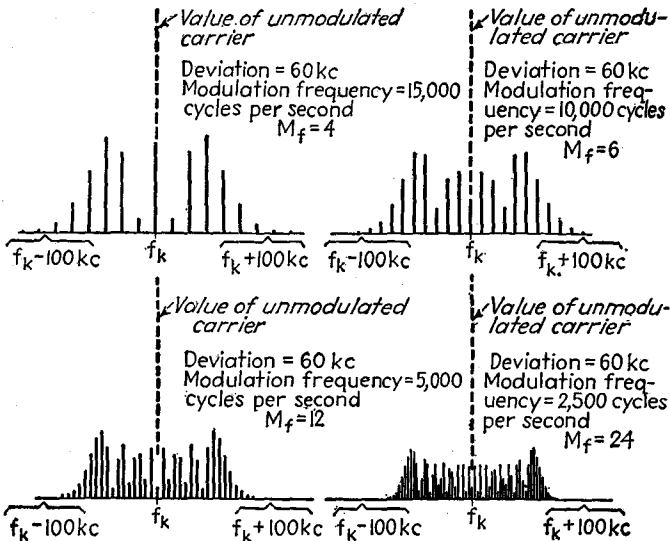 Value of unmodulated
carrier
Deviation = 60 kc
Modulation frequency = 15,000
cycles per second
Mf = 4
fk-100kc
fk
fk+100kc
Value of unmodu-
lated carrier
Deviation = 60 kc
Modulation freq-
uency = 10,000 cycles
per second
Mf = 6
fk-100kc
fk
fk+100kc
Value of unmodulated
carrier
Deviation = 60 kc
Modulation frequency = 5,000
cycles per second
Mf = 12
fk-100kc
fk
fk+100kc
Value of unmodu-
lated carrier
Deviation = 60 kc
Modulation freq-
uency = 2,500 cycles
per second
Mf = 24
fk-100kc
fk
fk+100kc